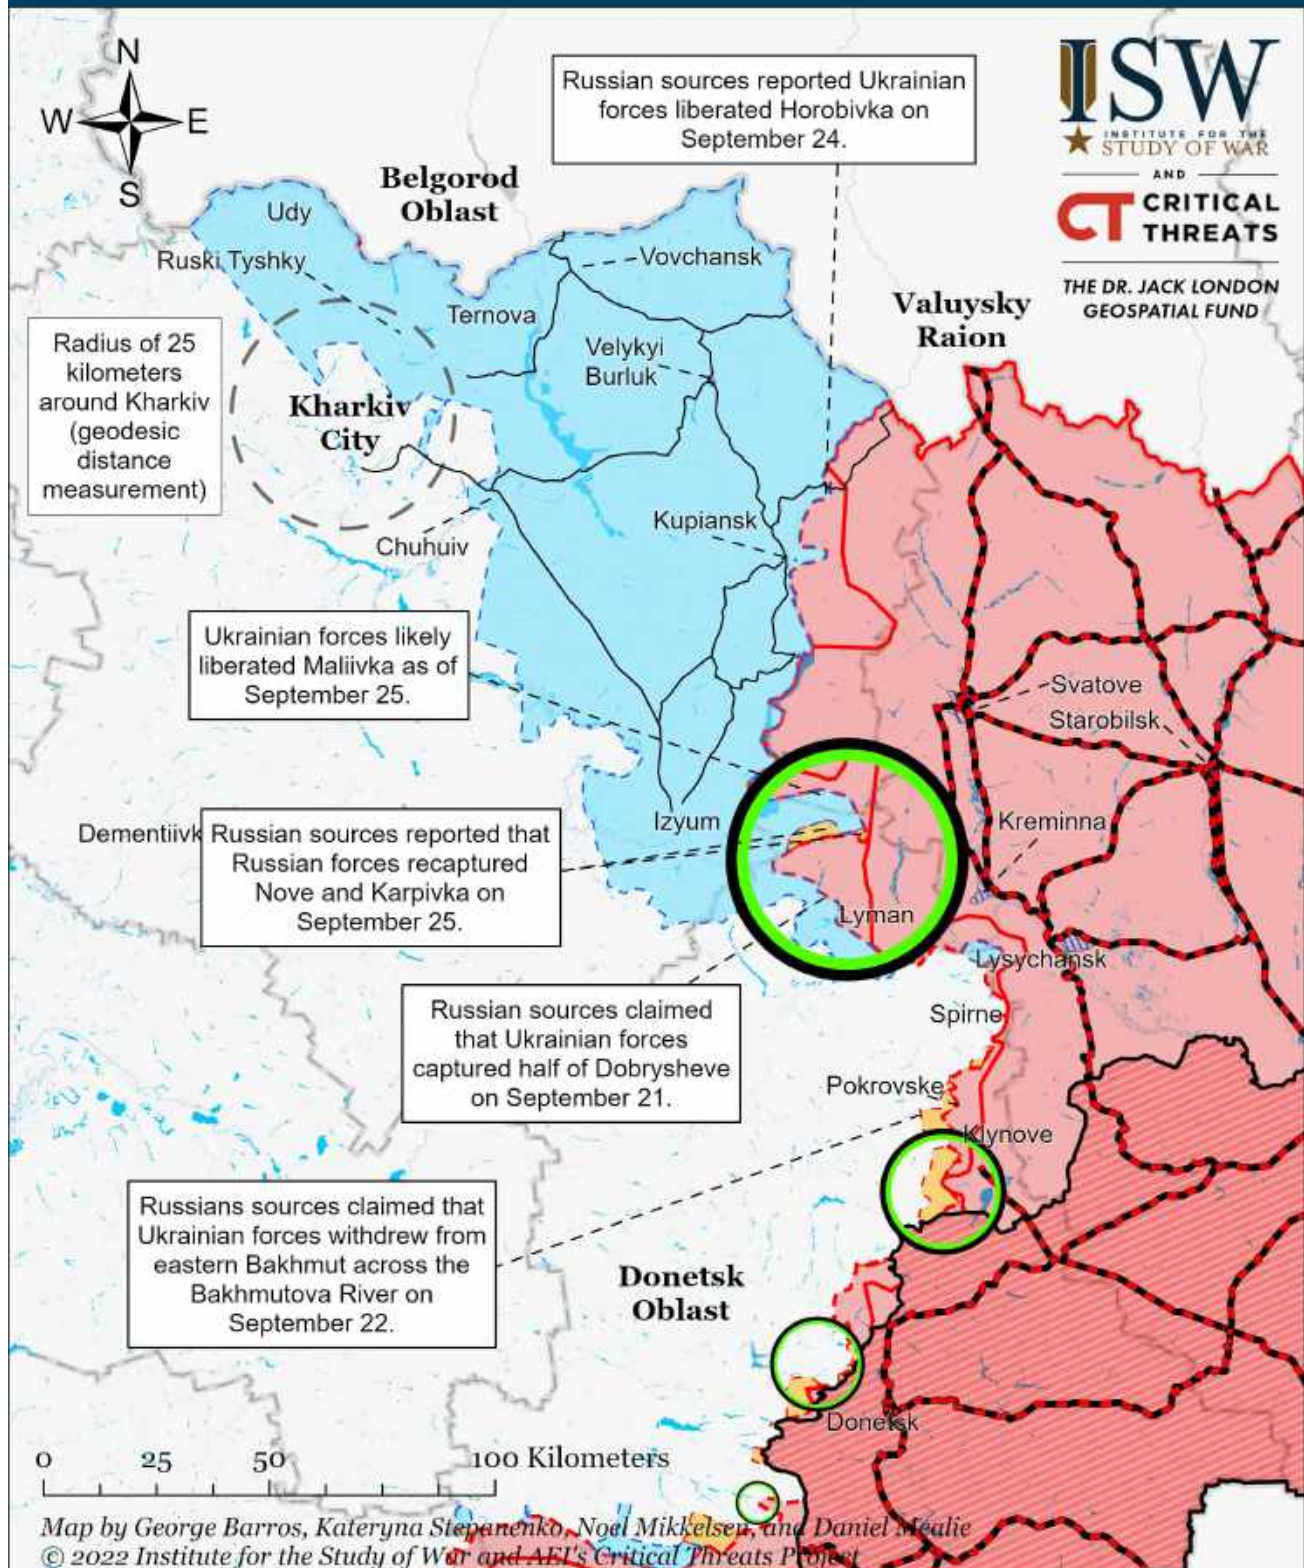 N
W
E
S
Russian sources reported Ukrainian
forces liberated Horobivka on
September 24.
ISW
INSTITUTE FOR THE
STUDY OF WAR
AND
CT CRITICAL
THREATS
THE DR. JACK LONDON
GEOSPATIAL FUND
Belgorod
Oblast
Udy
Ruski Tyshky
Vovchansk
Ternova
Valuysky
Raion
Velykyi
Burluk
Radius of 25
kilometers
around Kharkiv
(geodesic
distance
measurement)
Kharkiv
City
Kupiansk
Chuhuiv
Ukrainian forces likely
liberated Maliivka as of
September 25.
Svatove
Starobilsk
Izyum
Kreminna
Dementiivk
Russian sources reported that
Russian forces recaptured
Nove and Karpivka on
September 25.
Lyman
Lysychansk
Russian sources claimed
that Ukrainian forces
captured half of Dobrysheve
on September 21.
Spirne
Pokrovske
Klynove
Russians sources claimed that
Ukrainian forces withdrew from
eastern Bakhmut across the
Bakhmutova River on
September 22.
Donetsk
Oblast
Donetsk
0 25 50 100 Kilometers
Map by George Barros, Kateryna Stepanenko, Noel Mikkelsen, and Daniel Mealie
© 2022 Institute for the Study of War and AEI's Critical Threats Project